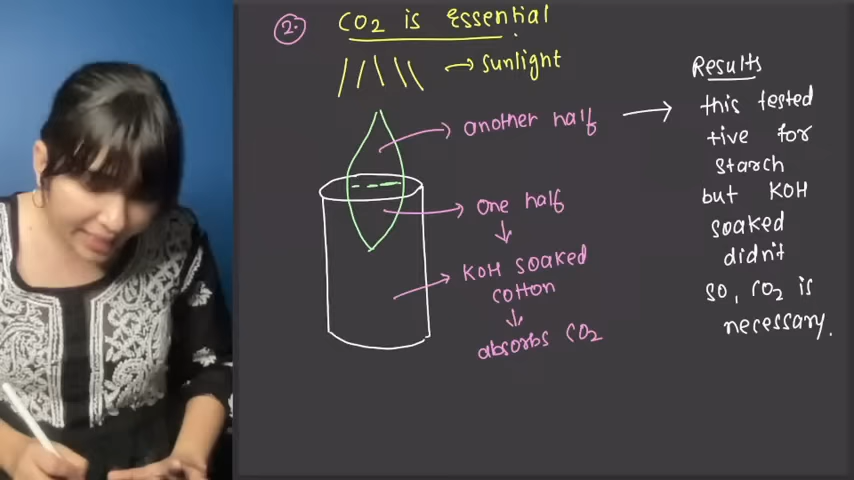 2. CO2 is essential
→ sunlight
→ another half →
→ one half
↓
→ KOH soaked
cotton
↓
absorbs CO2
Results
this tested
tive for
starch
but KOH
soaked
didn't
so, CO2 is
necessary.